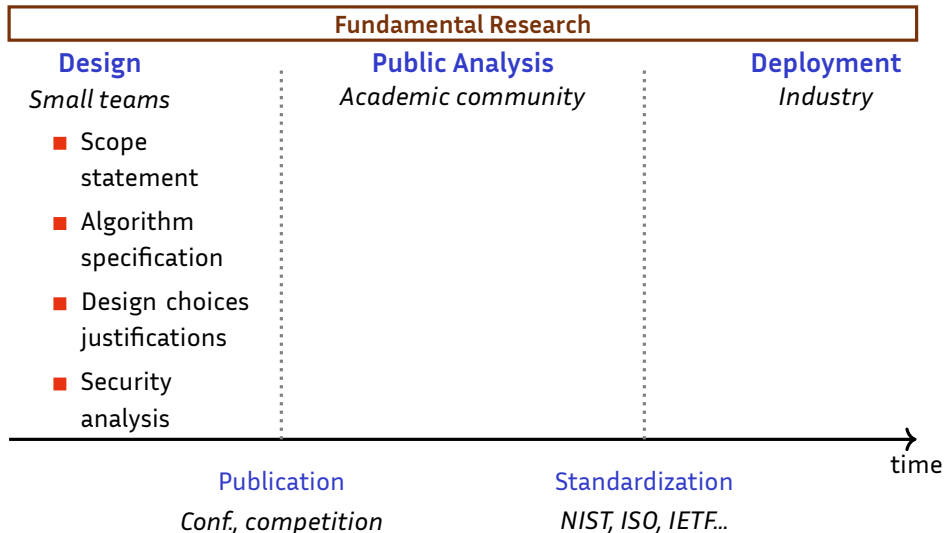 Fundamental Research
Design
Small teams
Scope
statement
Algorithm
specification
Design choices
justifications
Security
analysis
Public Analysis
Academic community
Deployment
Industry
time
Publication
Conf., competition
Standardization
NIST, ISO, IETF...